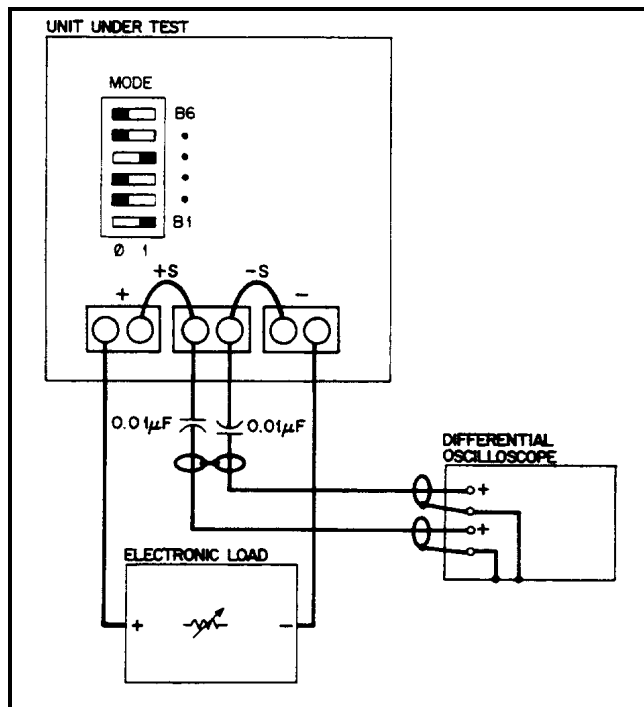 UNIT UNDER TEST
MODE
B6
B1
Ø 1
+S -S
+ -
0.01µF 0.01µF
DIFFERENTIAL
OSCILLOSCOPE
+
+
ELECTRONIC LOAD
+ -